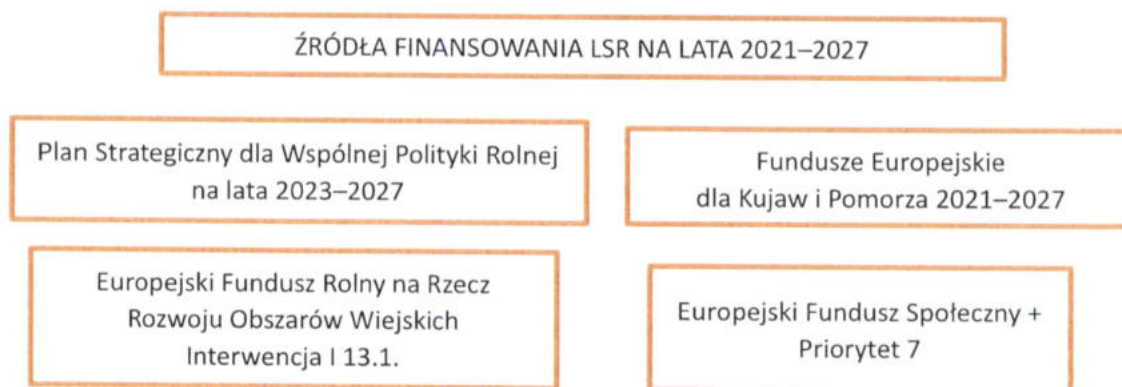 ŹRÓDŁA FINANSOWANIA LSR NA LATA 2021–2027
Plan Strategiczny dla Wspólnej Polityki Rolnej
na lata 2023–2027
Fundusze Europejskie
dla Kujaw i Pomorza 2021–2027
Europejski Fundusz Rolny na Rzecz
Rozwoju Obszarów Wiejskich
Interwencja I 13.1.
Europejski Fundusz Społeczny +
Priorytet 7